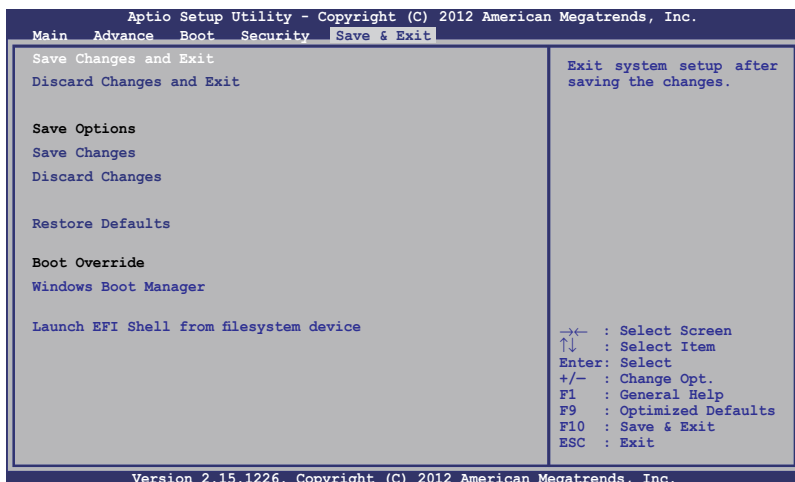 Aptio Setup Utility - Copyright (C) 2012 American Megatrends, Inc.
Main Advance Boot Security Save & Exit
Save Changes and Exit
Discard Changes and Exit
Save Options
Save Changes
Discard Changes
Restore Defaults
Boot Override
Windows Boot Manager
Launch EFI Shell from filesystem device
Exit system setup after
saving the changes.
→← : Select Screen
↑↓ : Select Item
Enter: Select
+/— : Change Opt.
F1 : General Help
F9 : Optimized Defaults
F10 : Save & Exit
ESC : Exit
Version 2.15.1226. Copyright (C) 2012 American Megatrends, Inc.